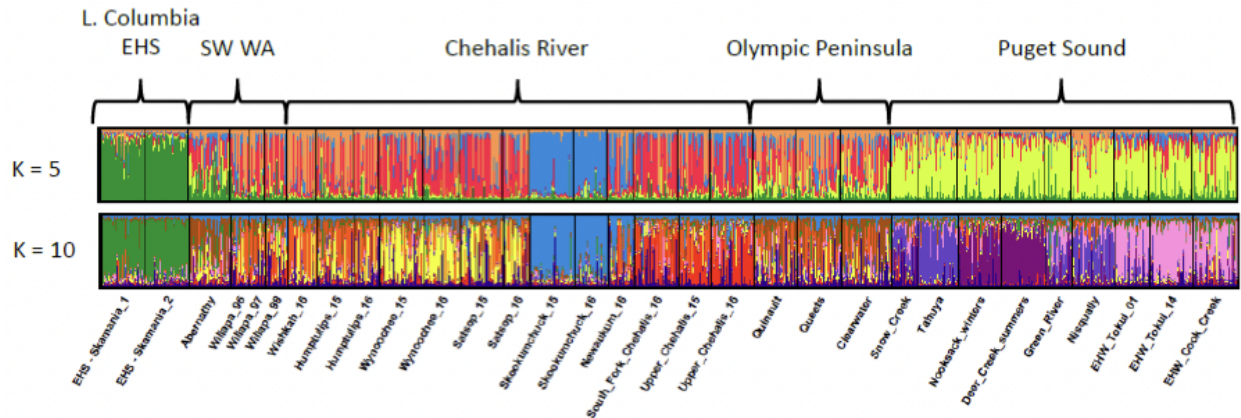 L. Columbia
EHS SW WA Chehalis River Olympic Peninsula Puget Sound
K = 5
K = 10
EHS - Skamania_1
EHS - Skamania_2
Abernathy
Willapa_96
Willapa_97
Willapa_99
Wishkah_16
Humptulips_15
Humptulips_16
Wynoochee_15
Wynoochee_16
Satsop_15
Satsop_16
Skookumchuck_15
Skookumchuck_16
Newaukum_16
South_Fork_Chehalis_16
Upper_Chehalis_15
Upper_Chehalis_16
Quinault
Queets
Clearwater
Snow_Creek
Tahuya
Nooksack_winters
Deer_Creek_summers
Green_River
Nisqually
EHW_Tokul_01
EHW_Tokul_14
EHW_Cook_Creek